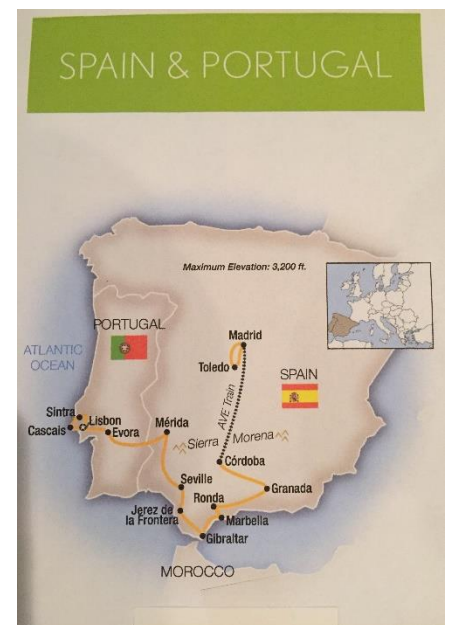 SPAIN & PORTUGAL
Maximum Elevation: 3,200 ft.
PORTUGAL
ATLANTIC
OCEAN
Madrid
Toledo
SPAIN
AVE Train
Sintra
Lisbon
Cascais
Evora
Mérida
Sierra Morena
Córdoba
Seville
Granada
Ronda
Jerez de
la Frontera
Marbella
Gibraltar
MOROCCO